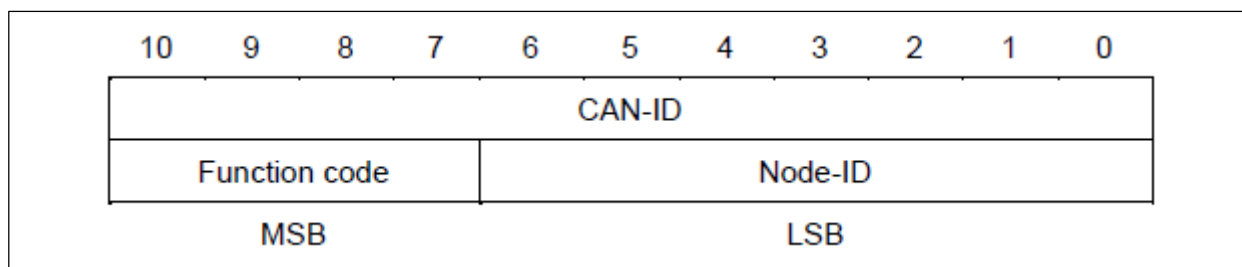 10 9 8 7 6 5 4 3 2 1 0
CAN-ID
Function code Node-ID
MSB LSB